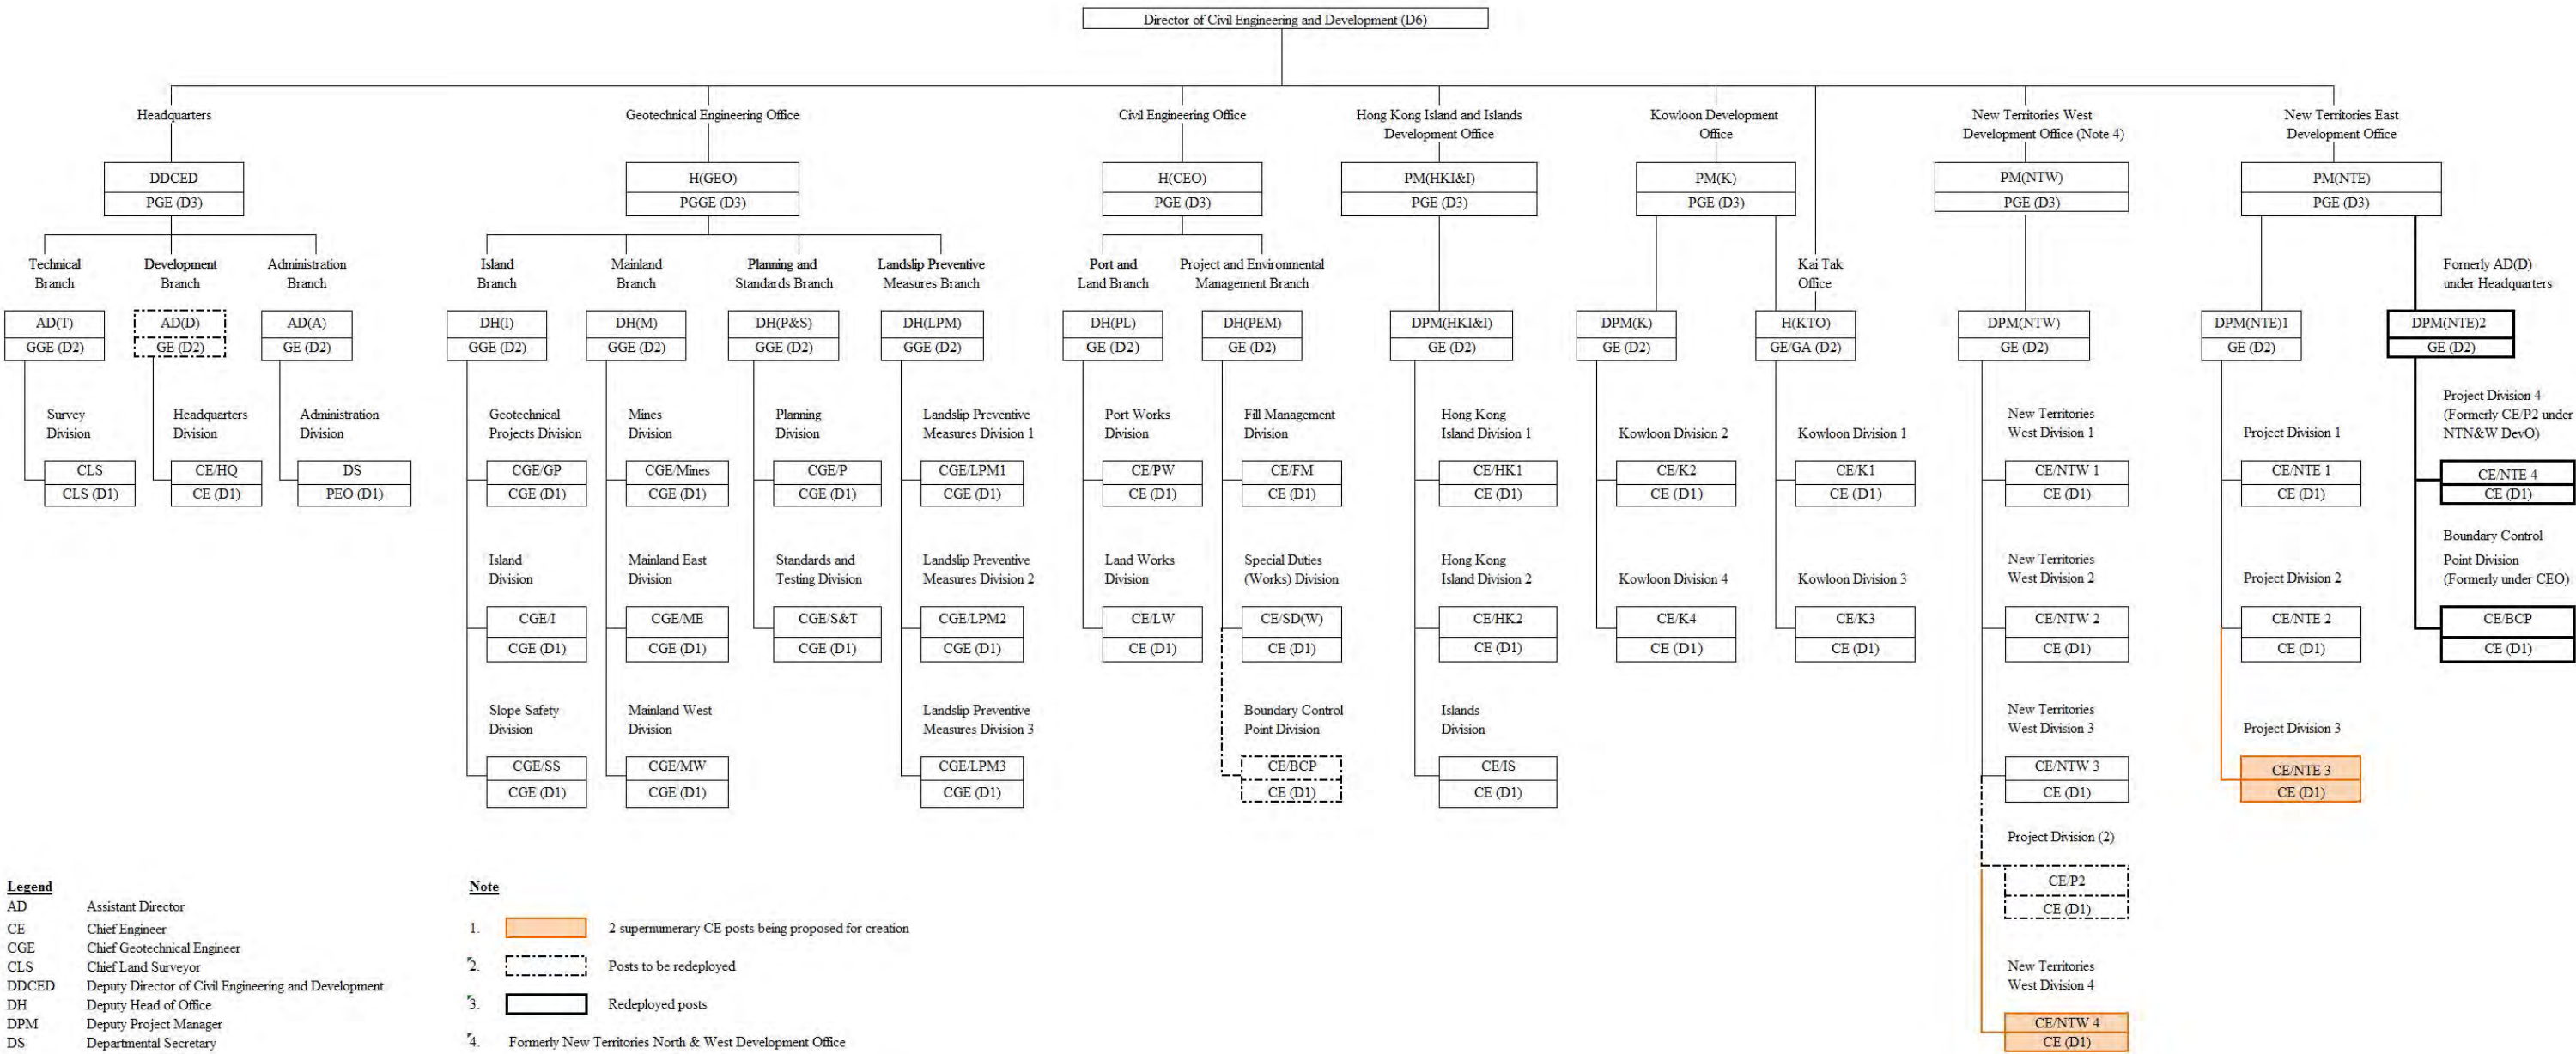 Director of Civil Engineering and Development (D6)
Headquarters
Geotechnical Engineering Office
Civil Engineering Office
Hong Kong Island and Islands
Development Office
Kowloon Development
Office
New Territories West
Development Office (Note 4)
New Territories East
Development Office
DDCED
PGE (D3)
H(GEO)
PGGE (D3)
H(CEO)
PGE (D3)
PM(HKI&I)
PGE (D3)
PM(K)
PGE (D3)
PM(NTW)
PGE (D3)
PM(NTE)
PGE (D3)
Technical
Branch
Development
Branch
Administration
Branch
Island
Branch
Mainland
Branch
Planning and
Standards Branch
Landslip Preventive
Measures Branch
Port and
Land Branch
Project and Environmental
Management Branch
Kai Tak
Office
Fornerly AD(D)
under Headquarters
AD(T)
GGE (D2)
AD(D)
GE (D2)
AD(A)
GE (D2)
DH(I)
GGE (D2)
DH(M)
GGE (D2)
DH(P&S)
GGE (D2)
DH(LPM)
GGE (D2)
DH(PL)
GE (D2)
DH(PEM)
GE (D2)
DPM(HKI&I)
GE (D2)
DPM(K)
GE (D2)
H(KTO)
GE/GA (D2)
DPM(NTW)
GE (D2)
DPM(NTE)1
GE (D2)
DPM(NTE)2
GE (D2)
Survey
Division
Headquarters
Division
Administration
Division
Geotechnical
Projects Division
Mines
Division
Planning
Division
Landslip Preventive
Measures Division 1
Port Works
Division
Fill Management
Division
Hong Kong
Island Division 1
Kowloon Division 2
Kowloon Division 1
New Territories
West Division 1
Project Division 1
Project Division 4
(Formerly CE/P2 under
NTN&W DevO)
CLS
CLS (D1)
CE/HQ
CE (D1)
DS
PEO (D1)
CGE/GP
CGE (D1)
CGE/Mines
CGE (D1)
CGE/P
CGE (D1)
CGE/LPM1
CGE (D1)
CE/PW
CE (D1)
CE/FM
CE (D1)
CE/HK1
CE (D1)
CE/K2
CE (D1)
CE/K1
CE (D1)
CE/NTW 1
CE (D1)
CE/NTE 1
CE (D1)
CE/NTE 4
CE (D1)
Island
Division
Mainland East
Division
Standards and
Testing Division
Landslip Preventive
Measures Division 2
Land Works
Division
Special Duties
(Works) Division
Hong Kong
Island Division 2
Kowloon Division 4
Kowloon Division 3
New Territories
West Division 2
Project Division 2
Boundary Control
Point Division
(Formerly under CEO)
CGE/I
CGE (D1)
CGE/ME
CGE (D1)
CGE/S&T
CGE (D1)
CGE/LPM2
CGE (D1)
CE/LW
CE (D1)
CE/SD(W)
CE (D1)
CE/HK2
CE (D1)
CE/K4
CE (D1)
CE/K3
CE (D1)
CE/NTW 2
CE (D1)
CE/NTE 2
CE (D1)
CE/BCP
CE (D1)
Slope Safety
Division
Mainland West
Division
Landslip Preventive
Measures Division 3
Boundary Control
Point Division
Islands
Division
New Territories
West Division 3
Project Division 3
CGE/SS
CGE (D1)
CGE/MW
CGE (D1)
CGE/LPM3
CGE (D1)
CE/BCP
CE (D1)
CE/IS
CE (D1)
CE/NTW 3
CE (D1)
CE/NTE 3
CE (D1)
Project Division (2)
CE/P2
CE (D1)
New Territories
West Division 4
CE/NTW 4
CE (D1)
Legend
AD Assistant Director
CE Chief Engineer
CGE Chief Geotechnical Engineer
CLS Chief Land Surveyor
DDCED Deputy Director of Civil Engineering and Development
DH Deputy Head of Office
DPM Deputy Project Manager
DS Departmental Secretary
Note
1. 2 supernumerary CE posts being proposed for creation
2. Posts to be redeployed
3. Redeployed posts
4. Formerly New Territories North & West Development Office